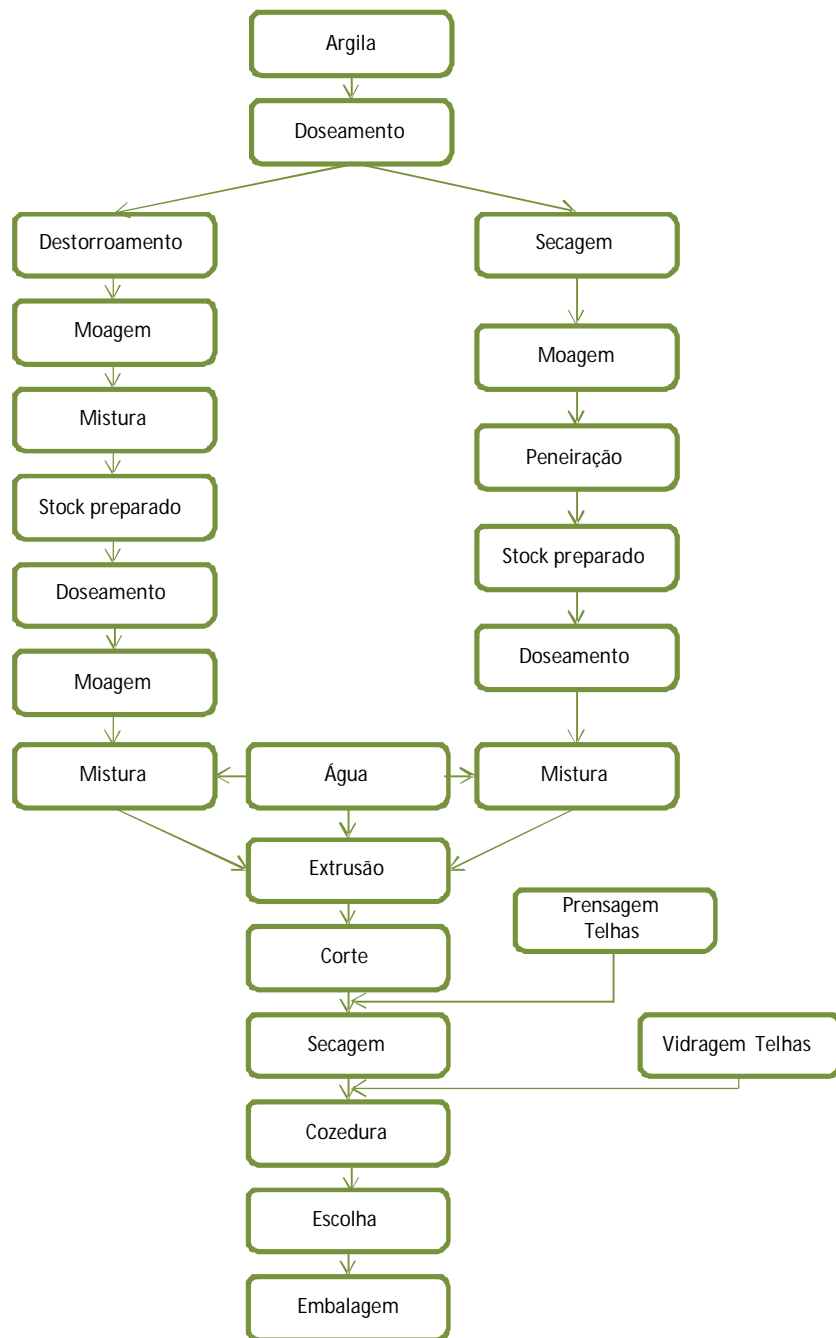 Argila
Doseamento
Destorroamento
Moagem
Mistura
Stock preparado
Doseamento
Moagem
Mistura
Secagem
Moagem
Peneiração
Stock preparado
Doseamento
Mistura
Água
Extrusão
Prensagem
Telhas
Corte
Secagem
Vidragem Telhas
Cozedura
Escolha
Embalagem